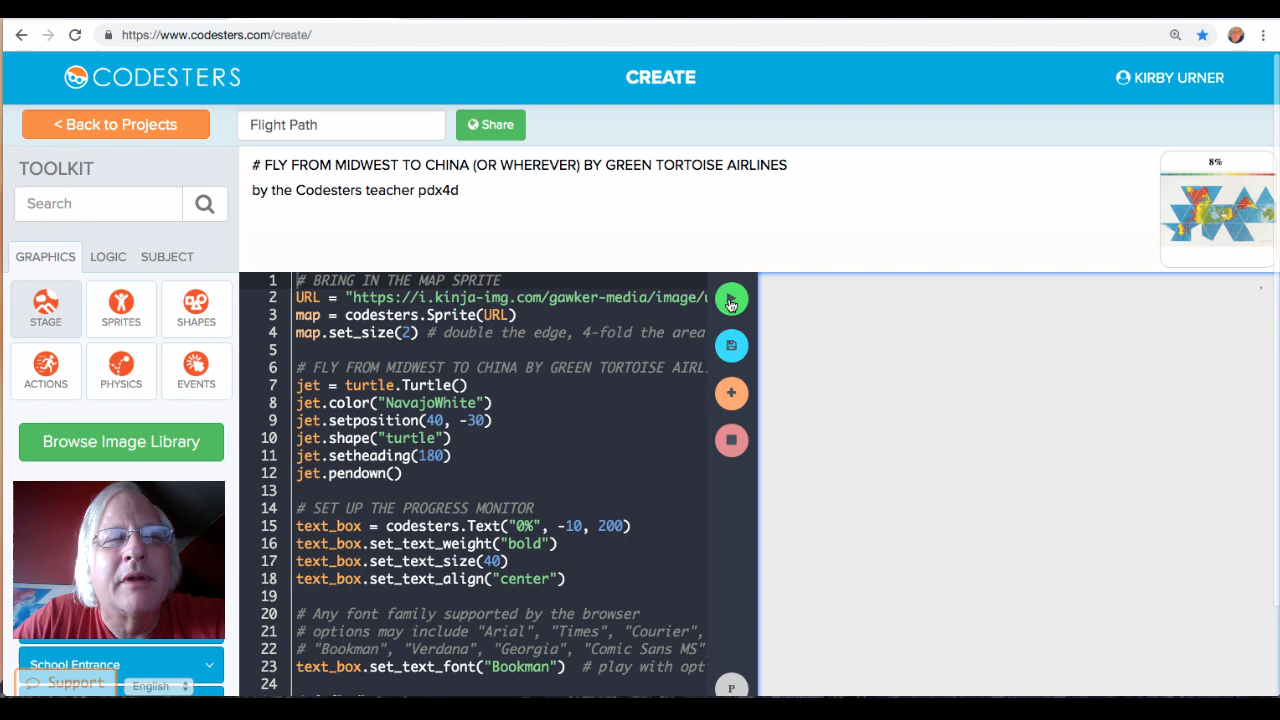 https://www.codesters.com/create/
CODESTERS
CREATE
KIRBY URNER
< Back to Projects
Flight Path
Share
TOOLKIT
Search
GRAPHICS LOGIC SUBJECT
STAGE SPRITES SHAPES
ACTIONS PHYSICS EVENTS
Browse Image Library
School Entrance
Support
English
# FLY FROM MIDWEST TO CHINA (OR WHEREVER) BY GREEN TORTOISE AIRLINES
by the Codesters teacher pdx4d
8%
1 # BRING IN THE MAP SPRITE
2 URL = "https://i.kinja-img.com/gawker-media/image/u
3 map = codesters.Sprite(URL)
4 map.set_size(2) # double the edge, 4-fold the area
5
6 # FLY FROM MIDWEST TO CHINA BY GREEN TORTOISE AIRL
7 jet = turtle.Turtle()
8 jet.color("NavajoWhite")
9 jet.setposition(40, -30)
10 jet.shape("turtle")
11 jet.setheading(180)
12 jet.pendown()
13
14 # SET UP THE PROGRESS MONITOR
15 text_box = codesters.Text("0%", -10, 200)
16 text_box.set_text_weight("bold")
17 text_box.set_text_size(40)
18 text_box.set_text_align("center")
19
20 # Any font family supported by the browser
21 # options may include "Arial", "Times", "Courier",
22 # "Bookman", "Verdana", "Georgia", "Comic Sans MS"
23 text_box.set_text_font("Bookman") # play with opt
24
P